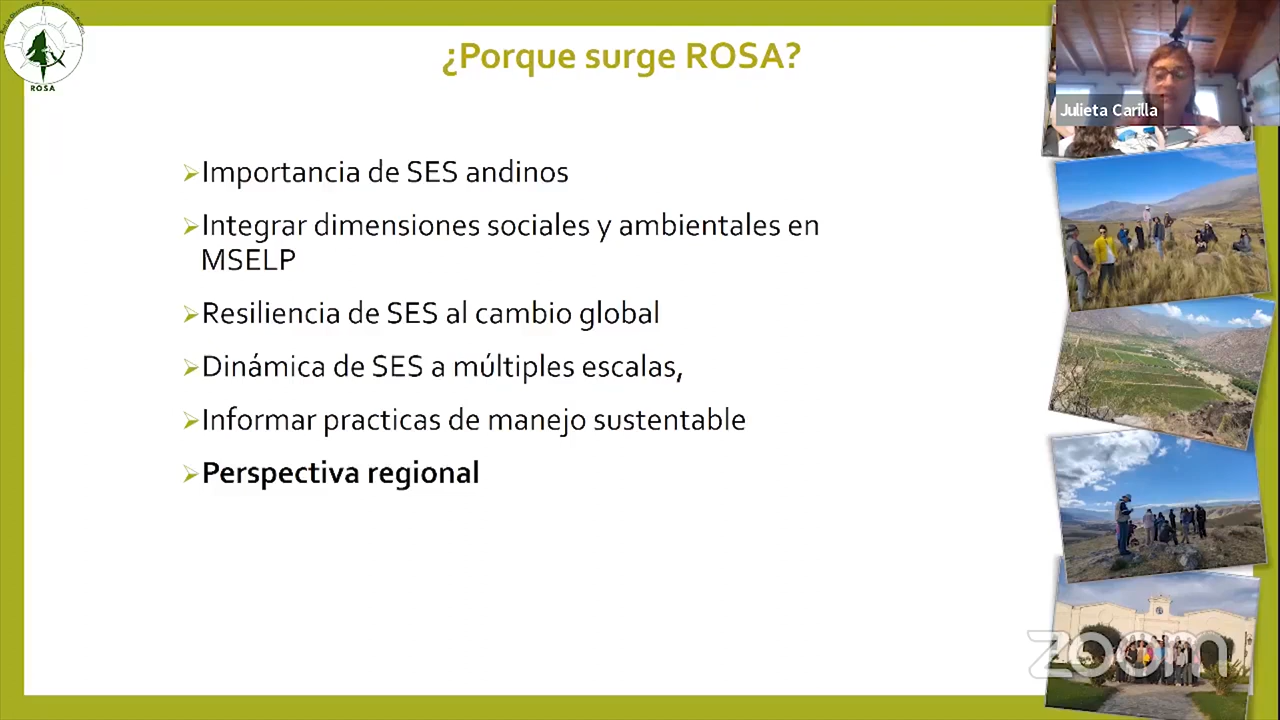 ¿Porque surge ROSA?
ROSA
Julieta Carilla
Importancia de SES andinos
Integrar dimensiones sociales y ambientales en
MSELP
Resiliencia de SES al cambio global
Dinámica de SES a múltiples escalas,
Informar practicas de manejo sustentable
Perspectiva regional
zoom